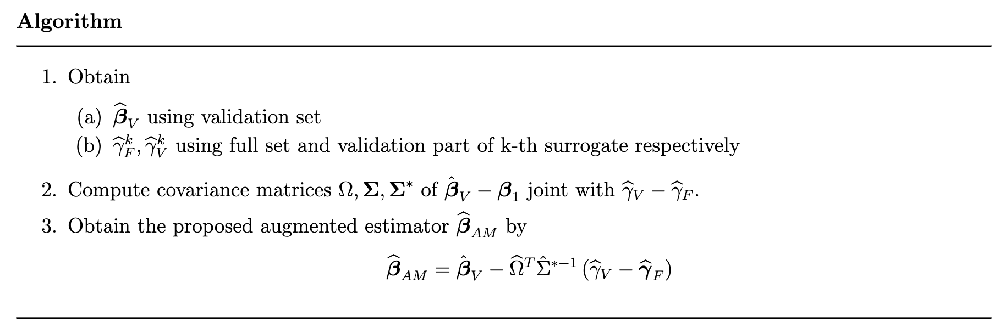 Algorithm
1. Obtain
(a) $\widehat{\boldsymbol{\beta}}_V$ using validation set
(b) $\widehat{\gamma}_F^k, \widehat{\gamma}_V^k$ using full set and validation part of k-th surrogate respectively
2. Compute covariance matrices $\Omega, \boldsymbol{\Sigma}, \boldsymbol{\Sigma}^*$ of $\hat{\boldsymbol{\beta}}_V - \boldsymbol{\beta}_1$ joint with $\widehat{\gamma}_V - \widehat{\gamma}_F$.
3. Obtain the proposed augmented estimator $\widehat{\boldsymbol{\beta}}_{AM}$ by
$\widehat{\boldsymbol{\beta}}_{AM} = \hat{\boldsymbol{\beta}}_V - \widehat{\Omega}^T \hat{\Sigma}^{*-1} (\widehat{\gamma}_V - \widehat{\boldsymbol{\gamma}}_F)$